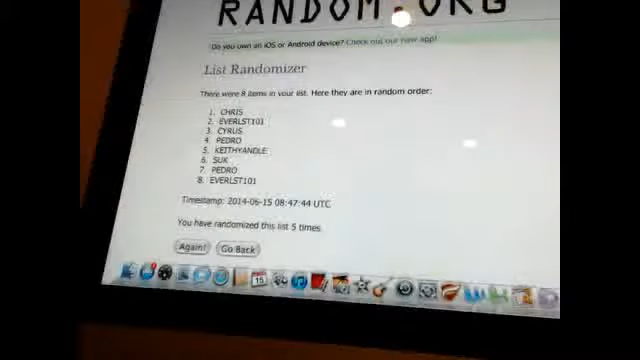 RANDOM.ORG
Do you own an iOS or Android device? Check out our new app!
List Randomizer
There were 8 items in your list. Here they are in random order:
1. CHRIS
2. EVERLST101
3. CYRUS
4. PEDRO
5. KEITHYANDLE
6. SUK
7. PEDRO
8. EVERLST101
Timestamp: 2014-06-15 08:47:44 UTC
You have randomized this list 5 times.
Again! Go Back
15